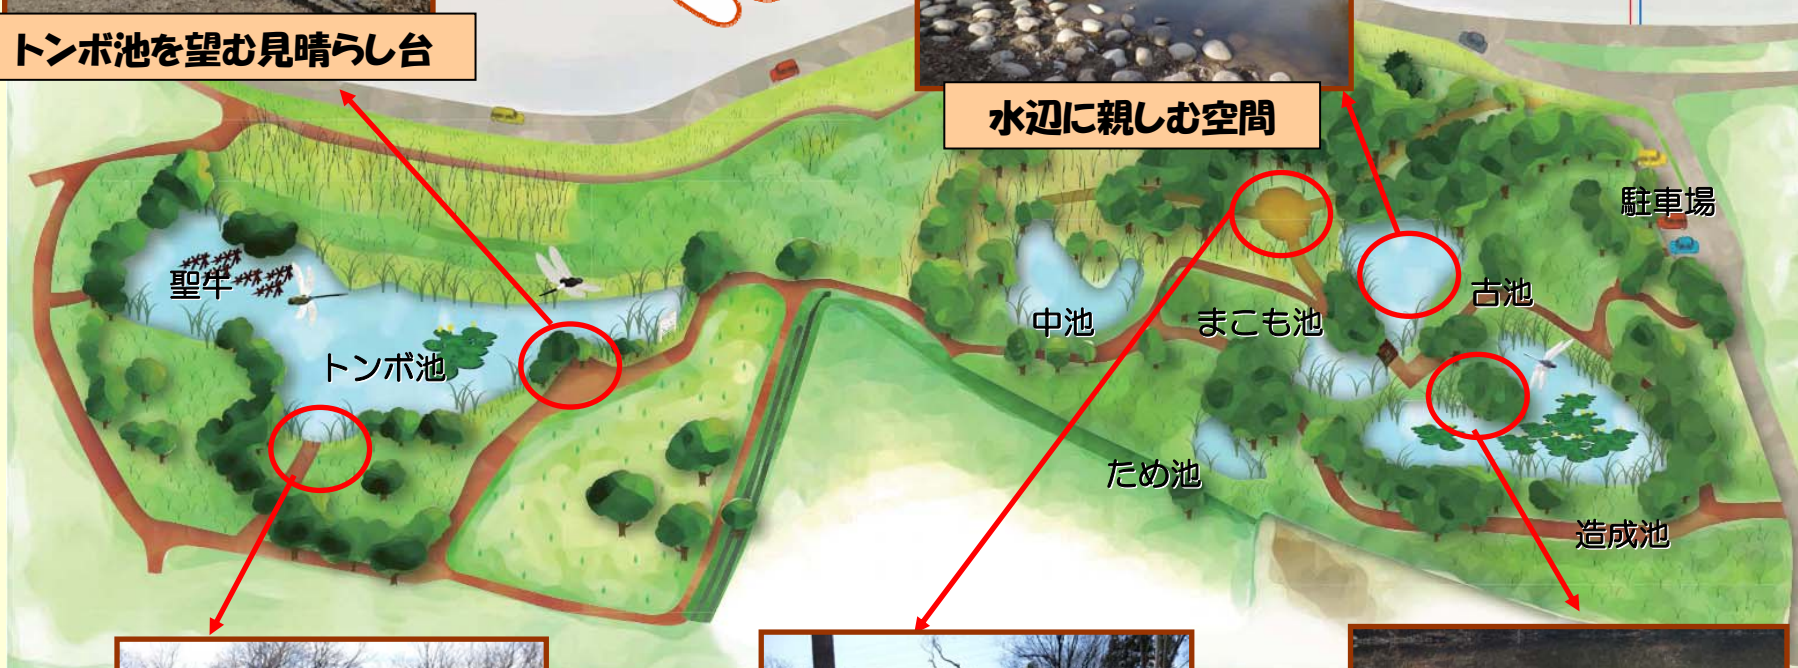 トンボ池を望む見晴らし台
水辺に親しむ空間
駐車場
聖牛
古池
中池
まこも池
トンボ池
ため池
造成池